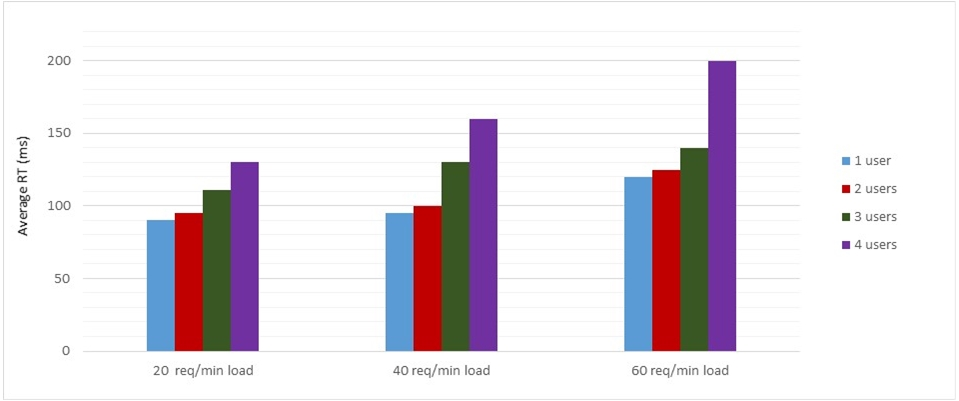 200
150
100
50
0
Average RT (ms)
20 req/min load
40 req/min load
60 req/min load
1 user
2 users
3 users
4 users